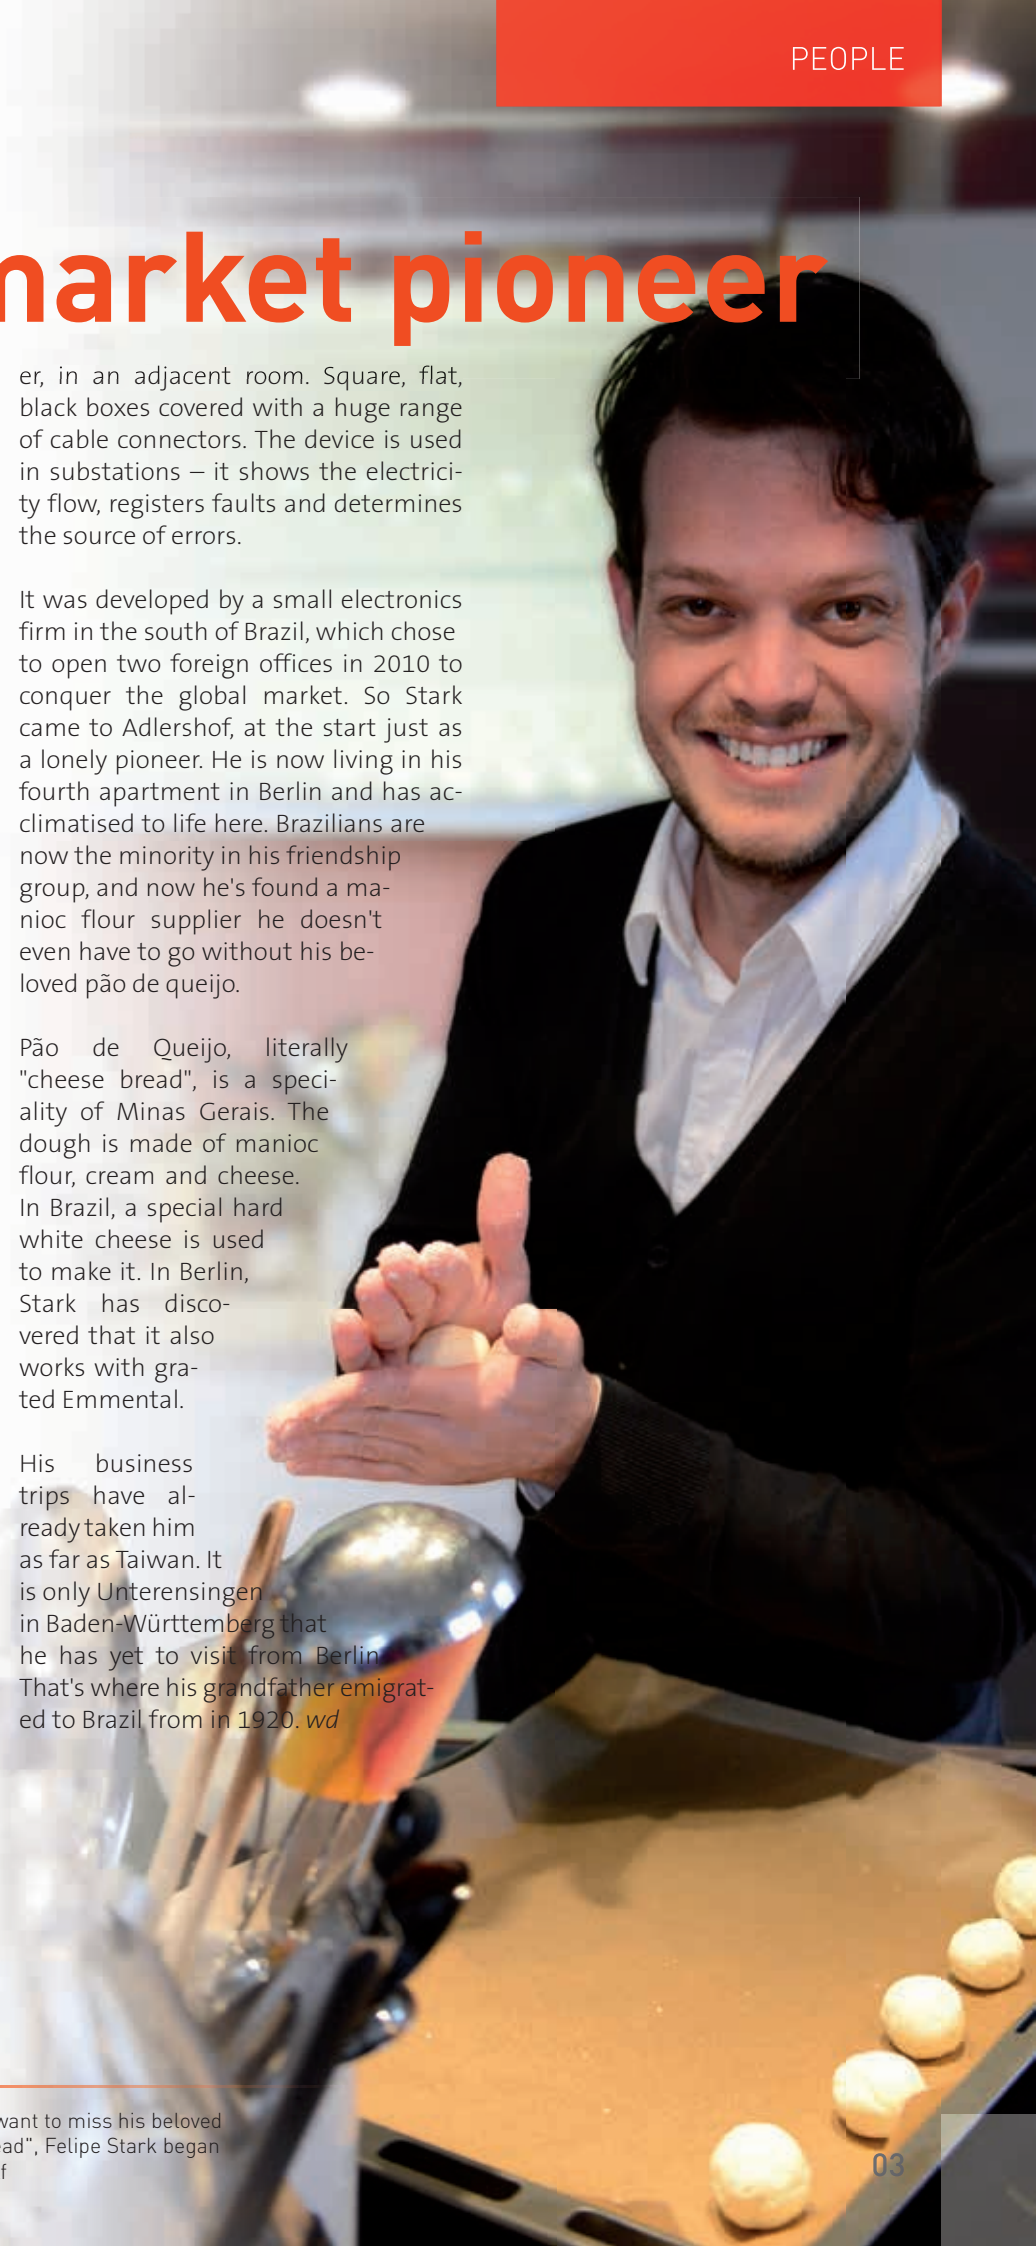 PEOPLE
market pioneer
er, in an adjacent room. Square, flat,
black boxes covered with a huge range
of cable connectors. The device is used
in substations – it shows the electrici-
ty flow, registers faults and determines
the source of errors.
It was developed by a small electronics
firm in the south of Brazil, which chose
to open two foreign offices in 2010 to
conquer the global market. So Stark
came to Adlershof, at the start just as
a lonely pioneer. He is now living in his
fourth apartment in Berlin and has ac-
climatised to life here. Brazilians are
now the minority in his friendship
group, and now he's found a ma-
nioc flour supplier he doesn't
even have to go without his be-
loved pão de queijo.
Pão de Queijo, literally
"cheese bread", is a speci-
ality of Minas Gerais. The
dough is made of manioc
flour, cream and cheese.
In Brazil, a special hard
white cheese is used
to make it. In Berlin,
Stark has disco-
vered that it also
works with gra-
ted Emmental.
His business
trips have al-
ready taken him
as far as Taiwan. It
is only Unterensingen
in Baden-Württemberg that
he has yet to visit from Berlin.
That's where his grandfather emigrat-
ed to Brazil from in 1920. wd
want to miss his beloved
ead", Felipe Stark began
f
03